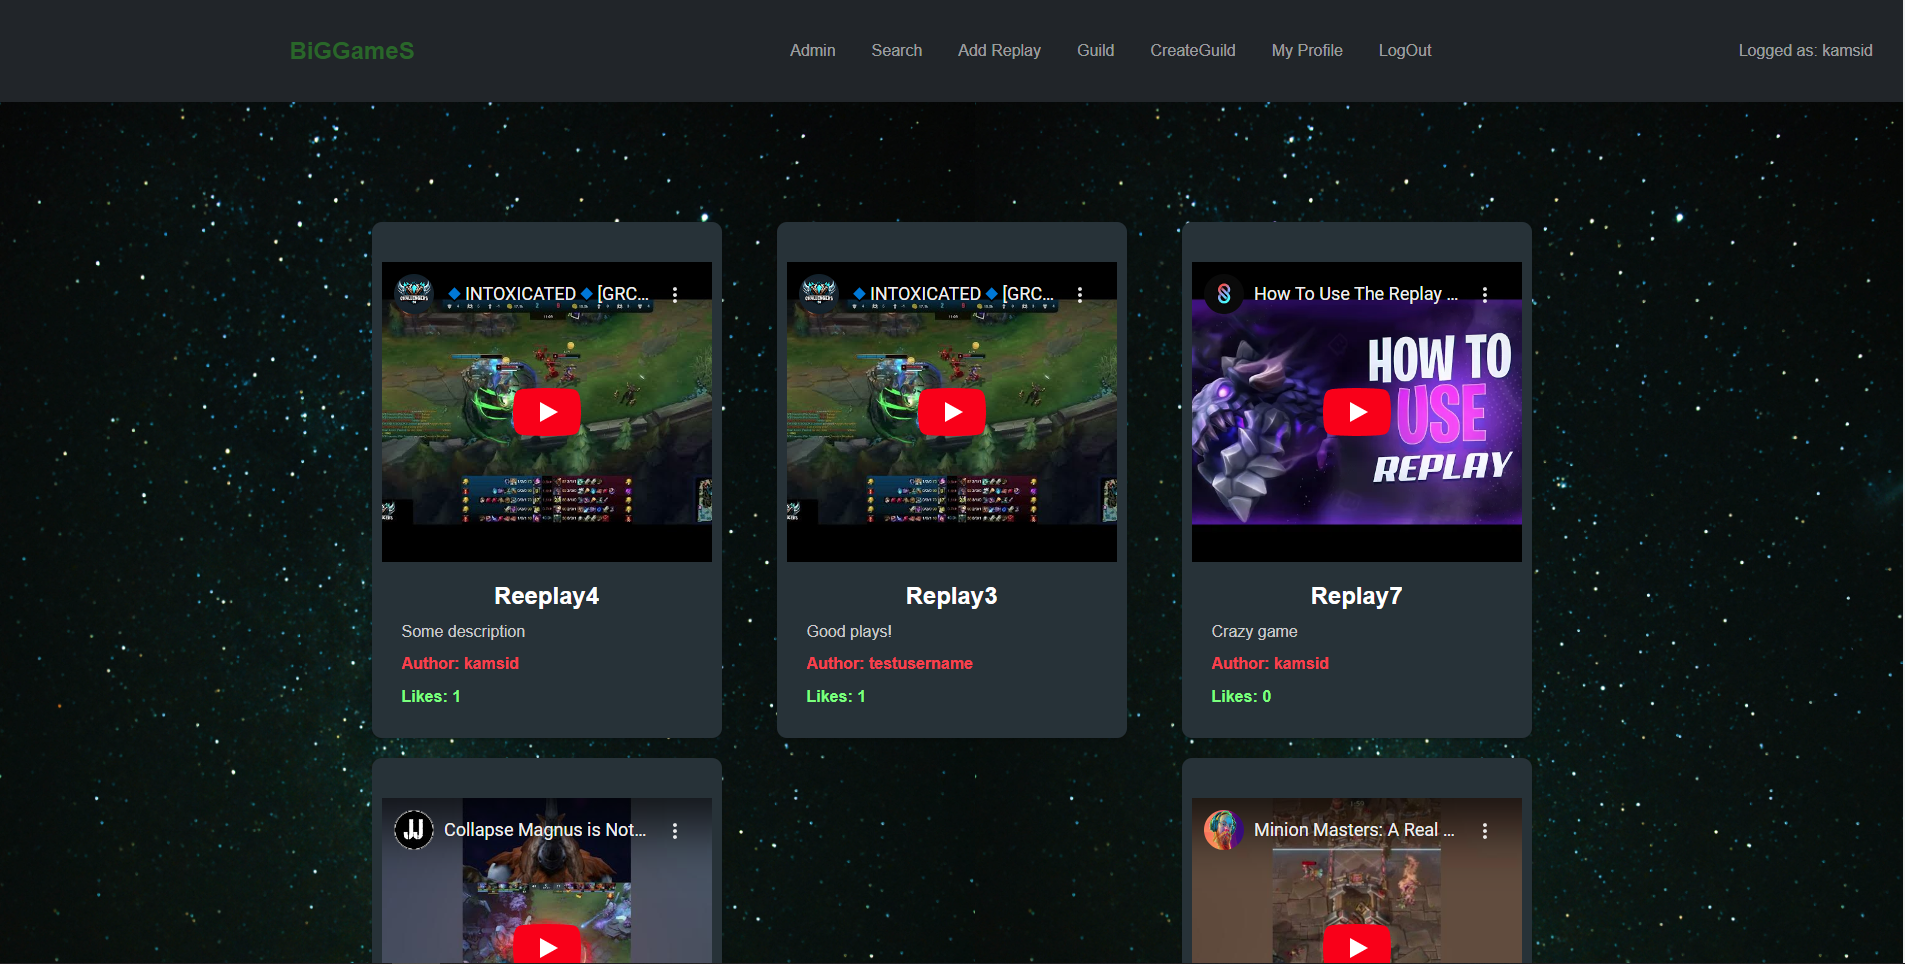 BiGGameS
Admin
Search
Add Replay
Guild
CreateGuild
My Profile
LogOut
Logged as: kamsid
INTOXICATED [GRC...
Reeplay4
Some description
Author: kamsid
Likes: 1
INTOXICATED [GRC...
Replay3
Good plays!
Author: testusername
Likes: 1
How To Use The Replay ...
HOW TO
USE
REPLAY
Replay7
Crazy game
Author: kamsid
Likes: 0
JJ
Collapse Magnus is Not...
Minion Masters: A Real ...